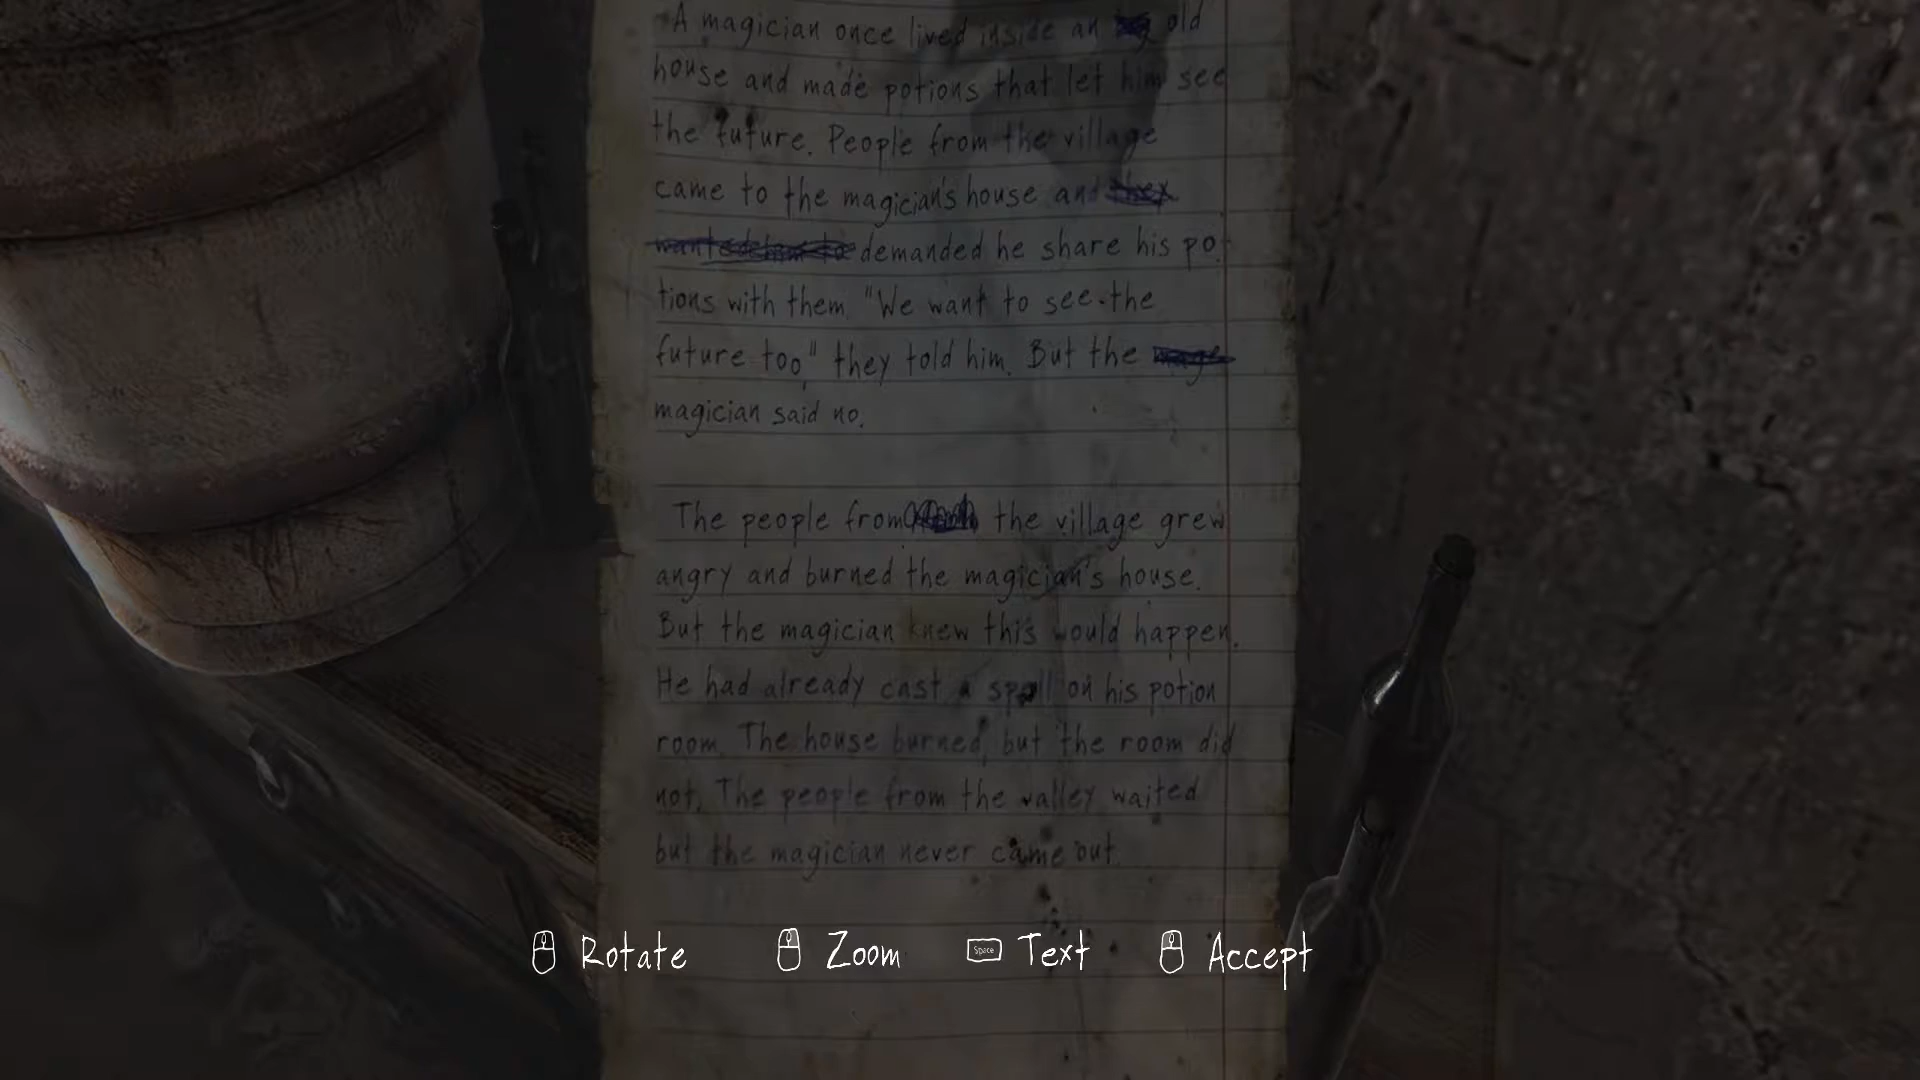 A magician once lived inside an old
house and made potions that let him see
the future. People from the village
came to the magician's house and they
wanted him to demanded he share his po-
tions with them "We want to see the
future too," they told him. But the
magician said no.
The people from the village grew
angry and burned the magician's house.
But the magician knew this would happen.
He had already cast a spell on his potion
room. The house burned, but the room did
not. The people from the valley waited
but the magician never came out.
Rotate Zoom Space Text Accept